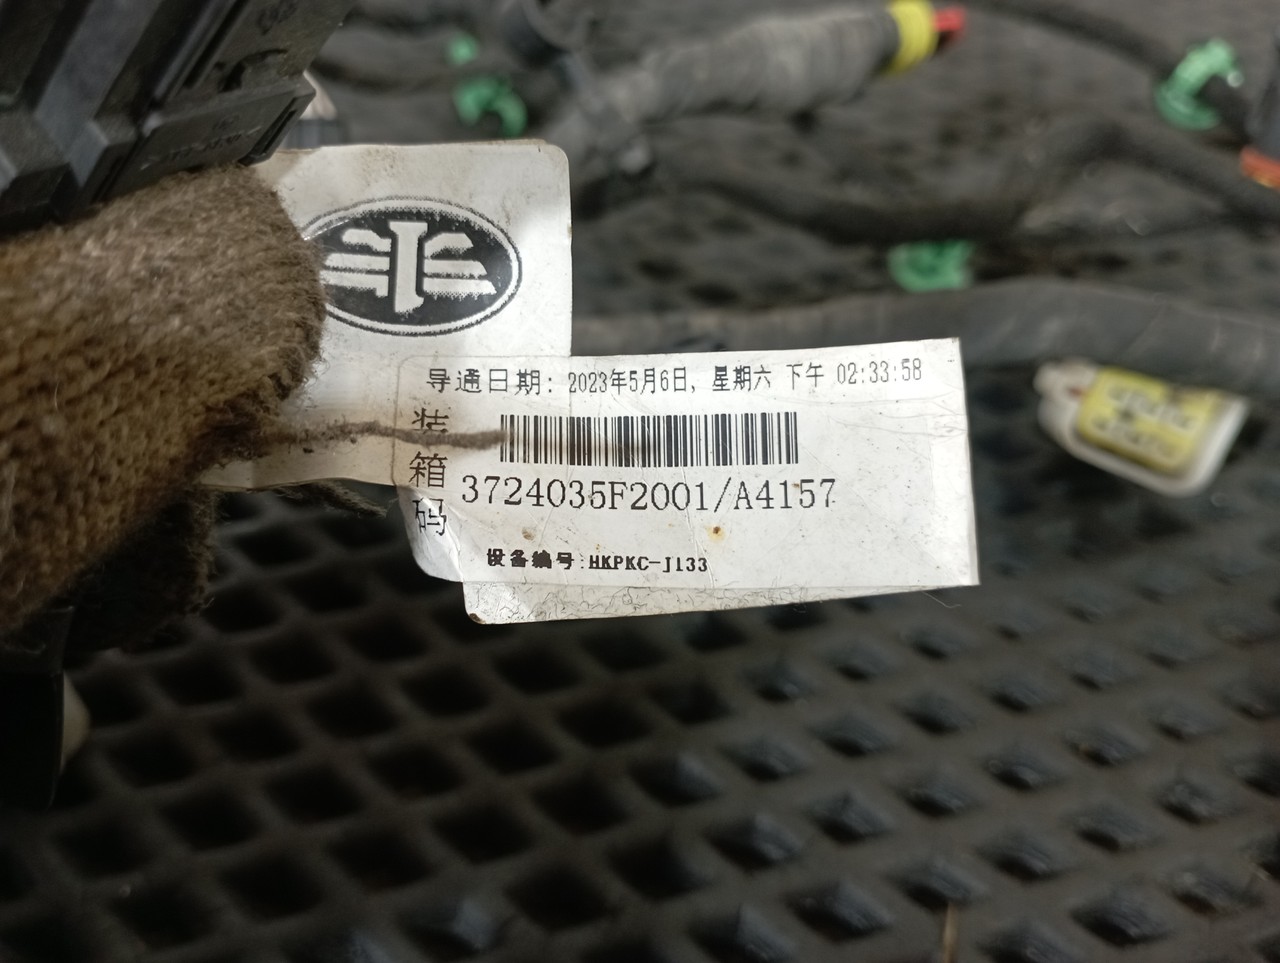 导通日期: 2023年5月6日, 星期六 下午 02:33:58
装箱码
3724035F2001/A4157
设备编号:HKPKC-J133